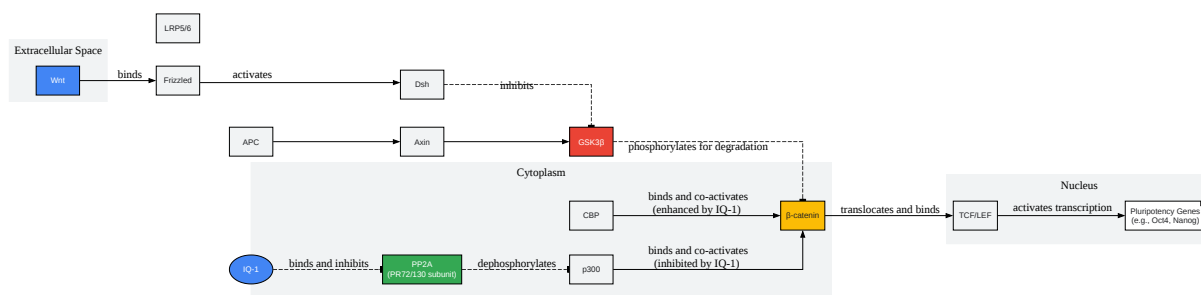 LRP5/6
Extracellular Space
Wnt
binds
Frizzled
activates
Dsh
inhibits
APC
Axin
GSK3β
phosphorylates for degradation
Cytoplasm
CBP
binds and co-activates
(enhanced by IQ-1)
β-catenin
translocates and binds
Nucleus
TCF/LEF
activates transcription
Pluripotency Genes
(e.g., Oct4, Nanog)
IQ-1
binds and inhibits
PP2A
(PR72/130 subunit)
dephosphorylates
p300
binds and co-activates
(inhibited by IQ-1)